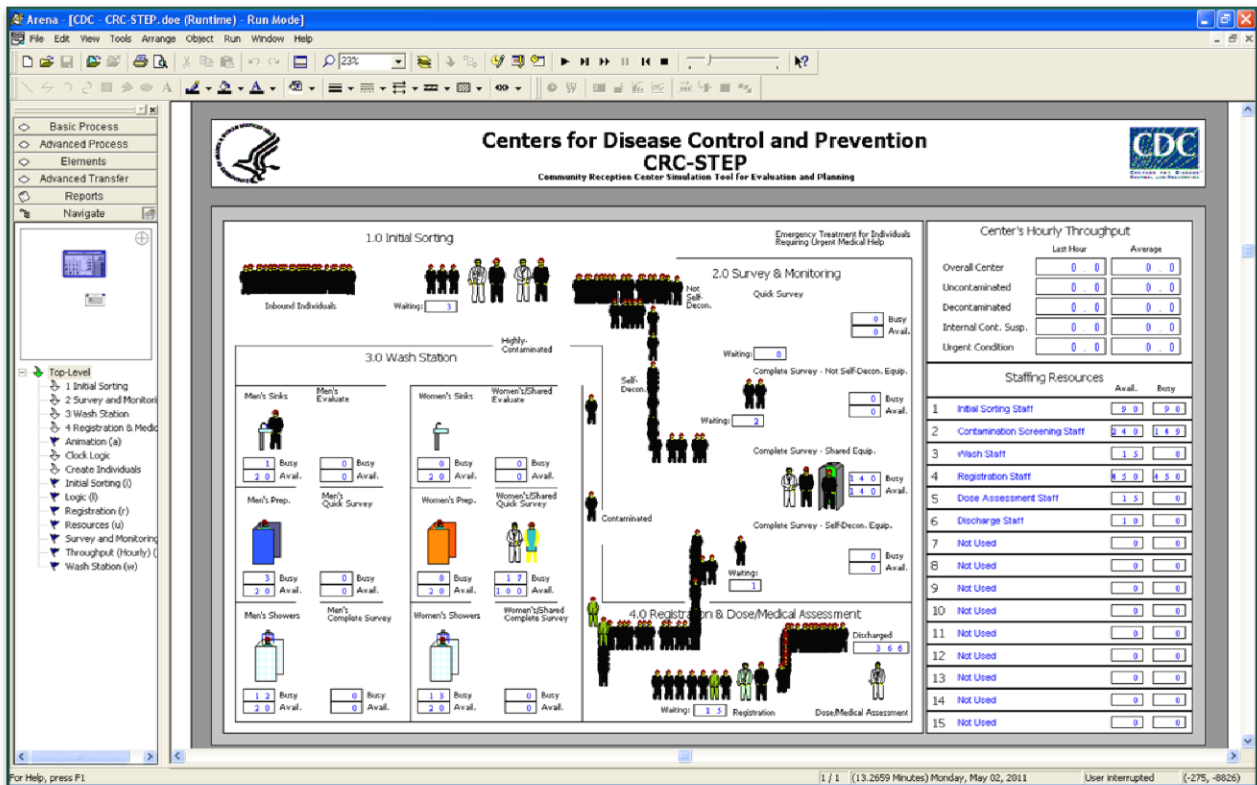 Arena - [CDC - CRC-STEP.doe (Runtime) - Run Mode]
File Edit View Tools Arrange Object Run Window Help
23%
Basic Process
Advanced Process
Elements
Advanced Transfer
Reports
Navigate
Top-Level
1 Initial Sorting
2 Survey and Monitori
3 Wash Station
4 Registration & Medic
Animation (a)
Clock Logic
Create Individuals
Initial Sorting (i)
Logic (l)
Registration (r)
Resources (u)
Survey and Monitoring
Throughput (Hourly) (
Wash Station (w)
Centers for Disease Control and Prevention
CRC-STEP
Community Reception Center Simulation Tool for Evaluation and Planning
CDC
CENTERS FOR DISEASE
CONTROL AND PREVENTION
1.0 Initial Sorting
Inbound Individuals
Waiting: 3
Emergency Treatment for Individuals
Requiring Urgent Medical Help
2.0 Survey & Monitoring
Not
Self-
Decon.
Quick Survey
0 Busy
0 Avail.
Waiting: 0
Complete Survey - Not Self-Decon. Equip.
0 Busy
0 Avail.
Waiting: 2
Self-
Decon.
Complete Survey - Shared Equip.
140 Busy
140 Avail.
Complete Survey - Self-Decon. Equip.
0 Busy
0 Avail.
Waiting:
1
Highly-
Contaminated
Contaminated
3.0 Wash Station
Men's Sinks
1 Busy
20 Avail.
Men's
Evaluate
0 Busy
0 Avail.
Women's Sinks
0 Busy
20 Avail.
Women's/Shared
Evaluate
0 Busy
0 Avail.
Men's Prep.
3 Busy
20 Avail.
Men's
Quick Survey
0 Busy
0 Avail.
Women's Prep.
8 Busy
20 Avail.
Women's/Shared
Quick Survey
17 Busy
100 Avail.
Men's Showers
12 Busy
20 Avail.
Men's
Complete Survey
0 Busy
0 Avail.
Women's Showers
13 Busy
20 Avail.
Women's/Shared
Complete Survey
0 Busy
0 Avail.
4.0 Registration & Dose/Medical Assessment
Discharged
366
Waiting: 15 Registration
Dose/Medical Assessment
Center's Hourly Throughput
Last Hour Average
Overall Center 0.0 0.0
Uncontaminated 0.0 0.0
Decontaminated 0.0 0.0
Internal Cont. Susp. 0.0 0.0
Urgent Condition 0.0 0.0
Staffing Resources
Avail. Busy
1 Initial Sorting Staff 90 90
2 Contamination Screening Staff 240 149
3 Wash Staff 15 0
4 Registration Staff 450 450
5 Dose Assessment Staff 15 0
6 Discharge Staff 10 0
7 Not Used 0 0
8 Not Used 0 0
9 Not Used 0 0
10 Not Used 0 0
11 Not Used 0 0
12 Not Used 0 0
13 Not Used 0 0
14 Not Used 0 0
15 Not Used 0 0
For Help, press F1
1 / 1 (13.2659 Minutes) Monday, May 02, 2011 User interrupted (-275, -8826)